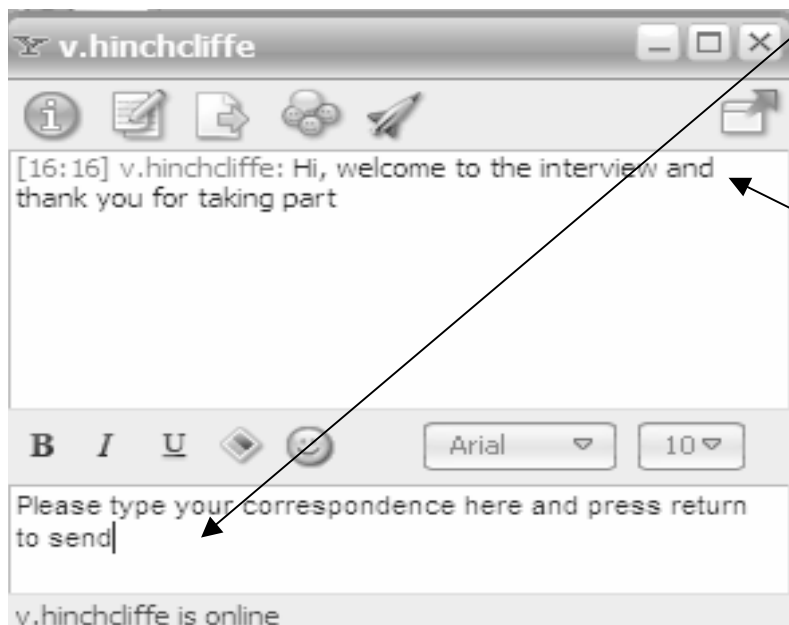 v.hinchcliffe
[16:16] v.hinchcliffe: Hi, welcome to the interview and
thank you for taking part
B I U Arial 10
Please type your correspondence here and press return
to send
v.hinchcliffe is online